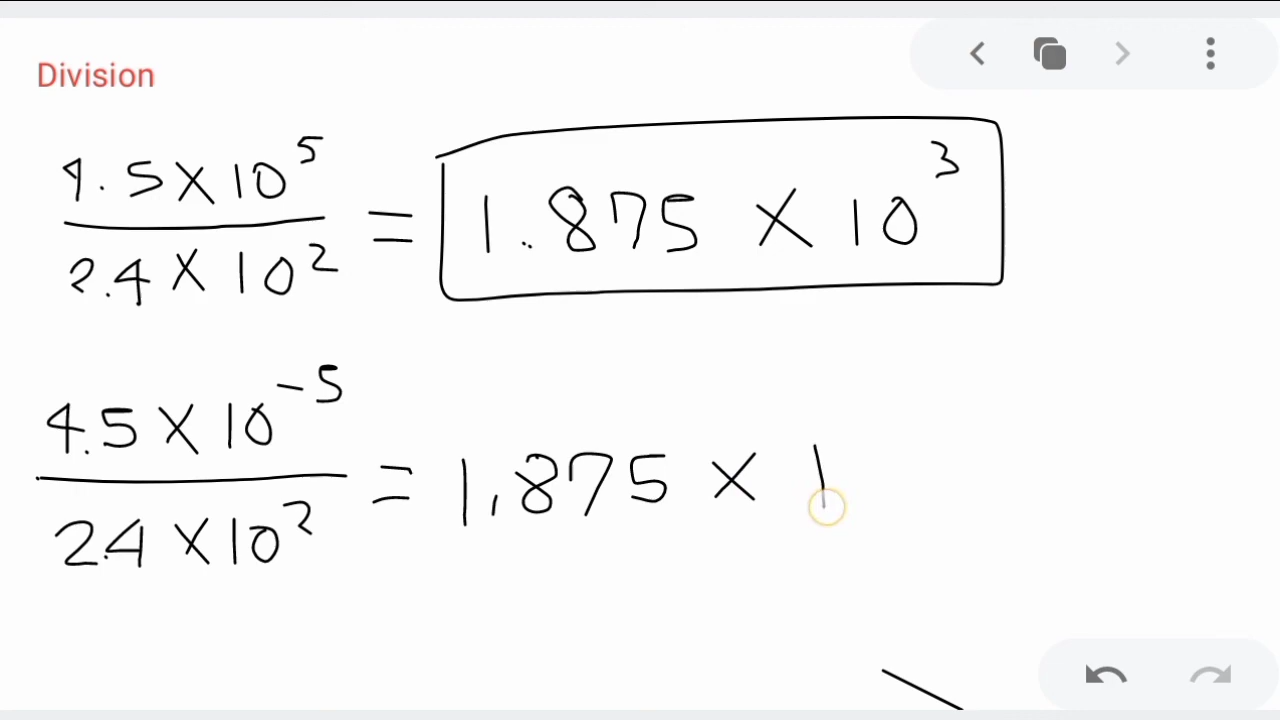 Division
4.5 × 10^5 / 2.4 × 10^2 = 1.875 × 10^3
4.5 × 10^-5 / 2.4 × 10^2 = 1.875 × 1